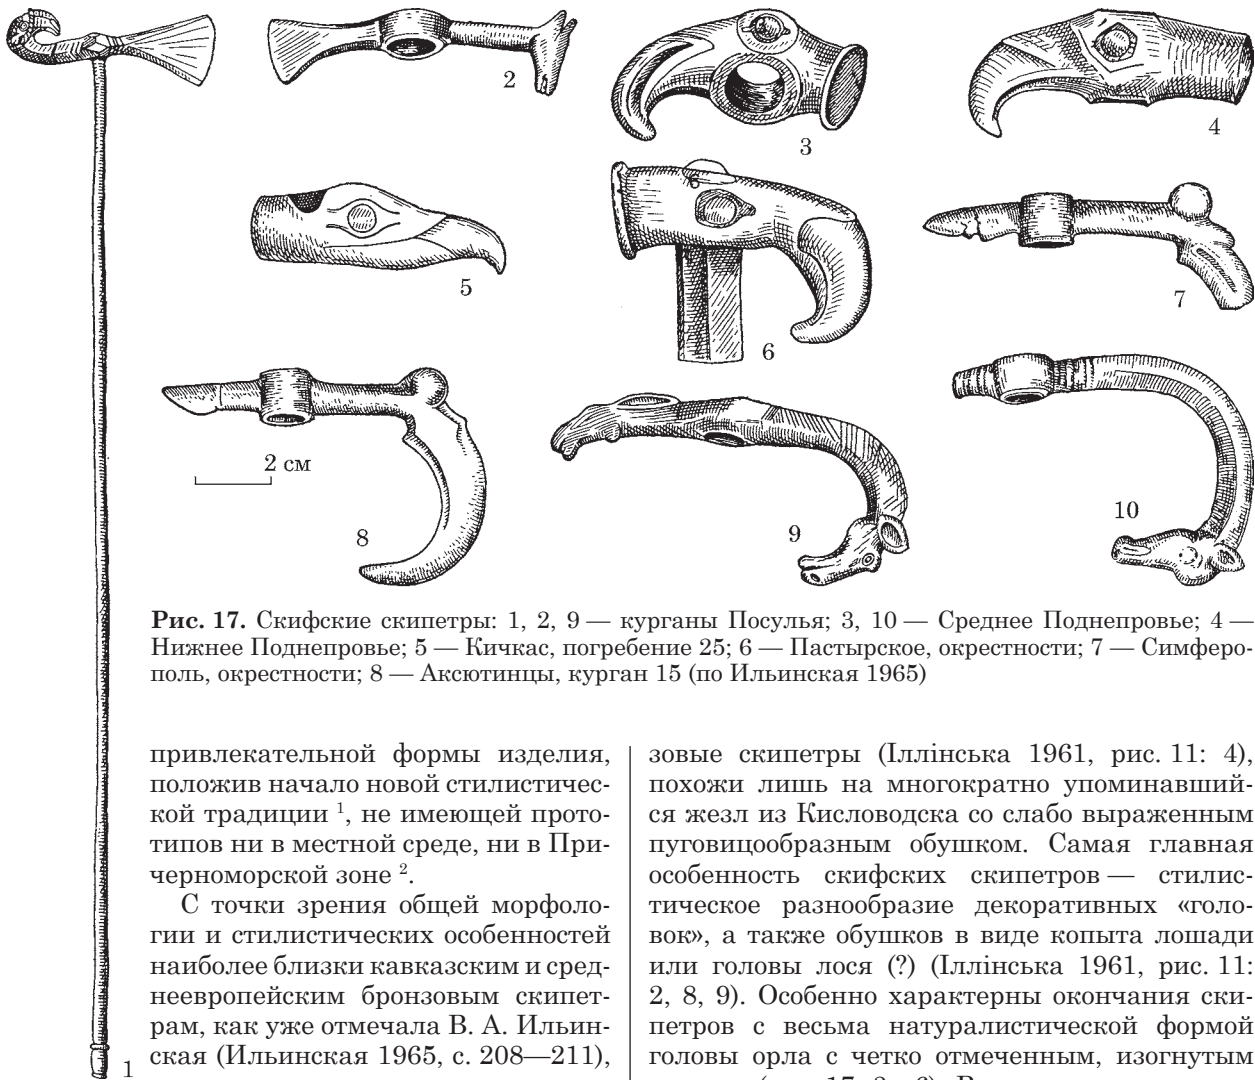 2
3
4
5
6
7
2 см
8
9
10
Рис. 17. Скифские скипетры: 1, 2, 9 — курганы Посулья; 3, 10 — Среднее Поднепровье; 4 —
Нижнее Поднепровье; 5 — Кичкас, погребение 25; 6 — Пастырское, окрестности; 7 — Симферо-
поль, окрестности; 8 — Аксютинцы, курган 15 (по Ильинская 1965)
привлекательной формы изделия,
положив начало новой стилистичес-
кой традиции ¹, не имеющей прото-
типов ни в местной среде, ни в При-
черноморской зоне ².
С точки зрения общей морфоло-
гии и стилистических особенностей
наиболее близки кавказским и сред-
неевропейским бронзовым скипет-
рам, как уже отмечала В. А. Ильин-
ская (Ильинская 1965, с. 208—211),
1
зовые скипетры (Іллінська 1961, рис. 11: 4),
похожи лишь на многократно упоминавший-
ся жезл из Кисловодска со слабо выраженным
пуговицообразным обушком. Самая главная
особенность скифских скипетров — стилис-
тическое разнообразие декоративных «голо-
вок», а также обушков в виде копыта лошади
или головы лося (?) (Іллінська 1961, рис. 11:
2, 8, 9). Особенно характерны окончания ски-
петров с весьма натуралистической формой
головы орла с четко отмеченным, изогнутым